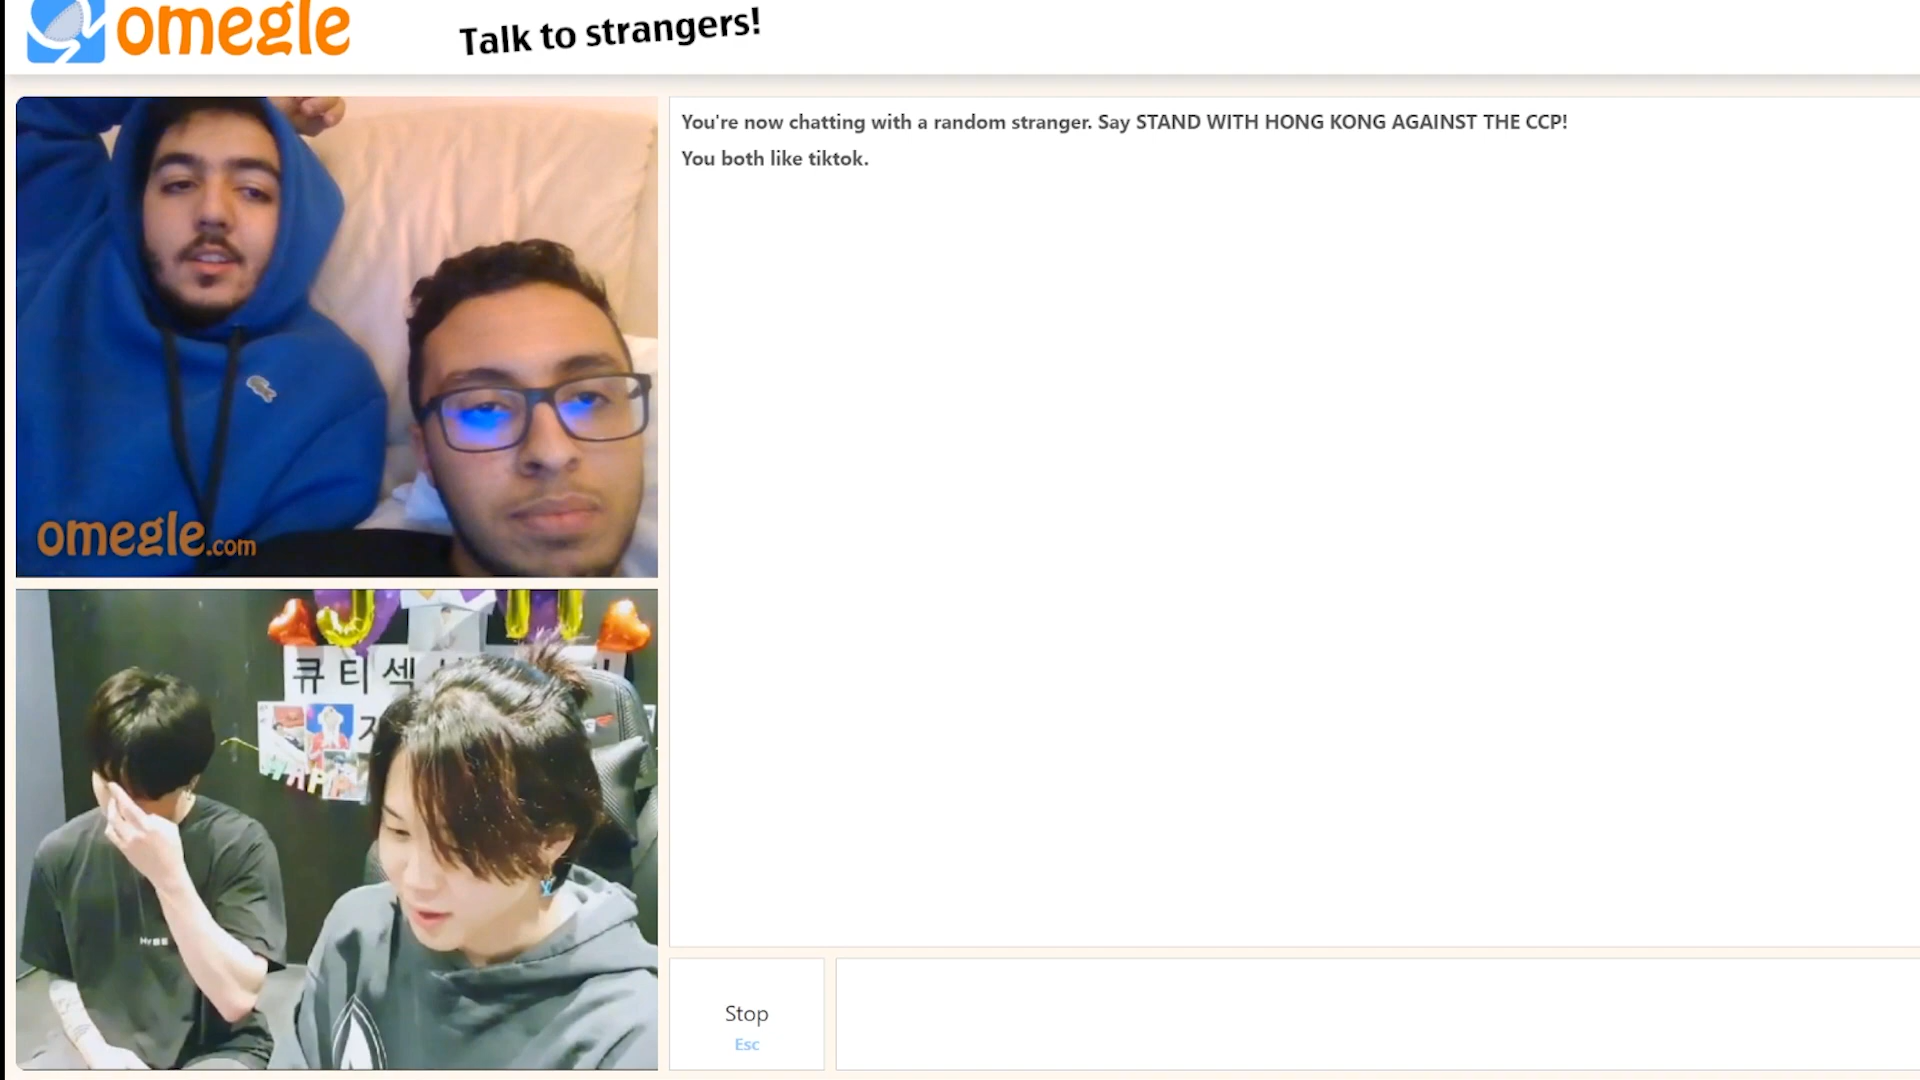 omegle
Talk to strangers!
You're now chatting with a random stranger. Say STAND WITH HONG KONG AGAINST THE CCP!
You both like tiktok.
omegle.com
큐티섹
HYBE
Stop
Esc